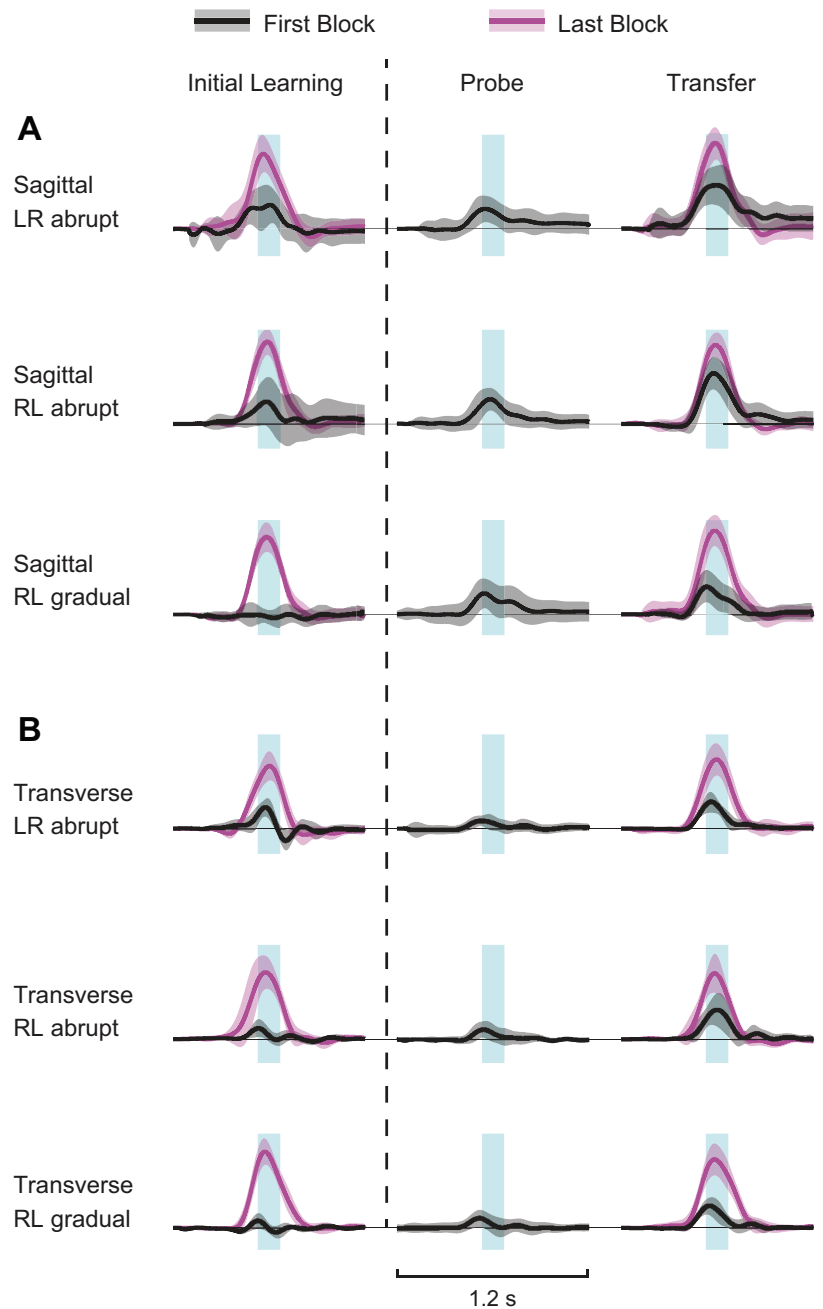 First Block
Last Block
Initial Learning
Probe
Transfer
A
Sagittal
LR abrupt
Sagittal
RL abrupt
Sagittal
RL gradual
B
Transverse
LR abrupt
Transverse
RL abrupt
Transverse
RL gradual
1.2 s